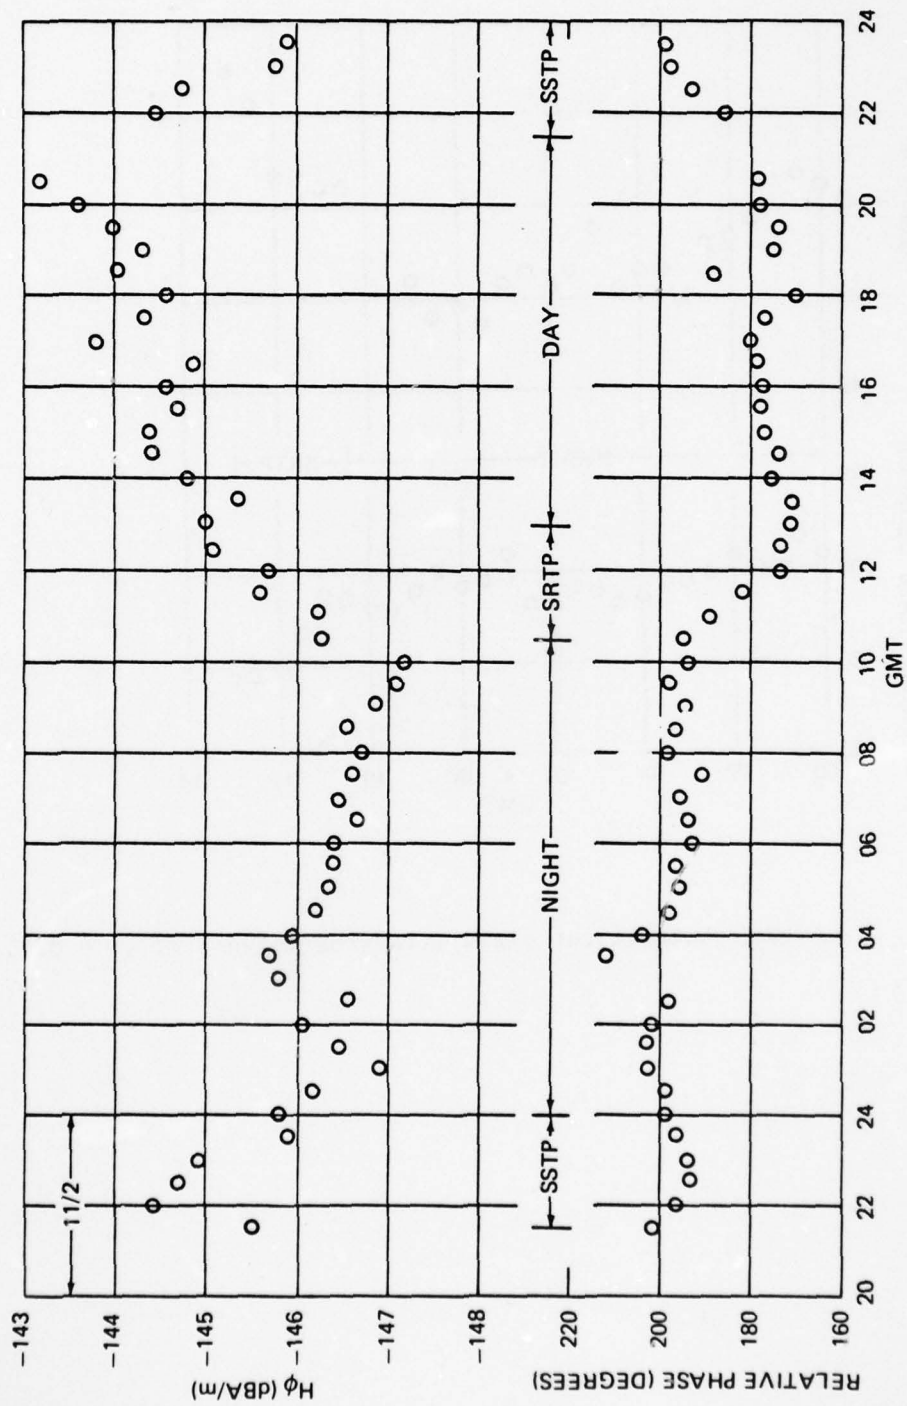 −143
−144
−145
−146
−147
−148
Hϕ (dBA/m)
11/2
SSTP
NIGHT
SRTP
DAY
SSTP
220
200
180
160
RELATIVE PHASE (DEGREES)
20 22 24 02 04 06 08 10 12 14 16 18 20 22 24
GMT